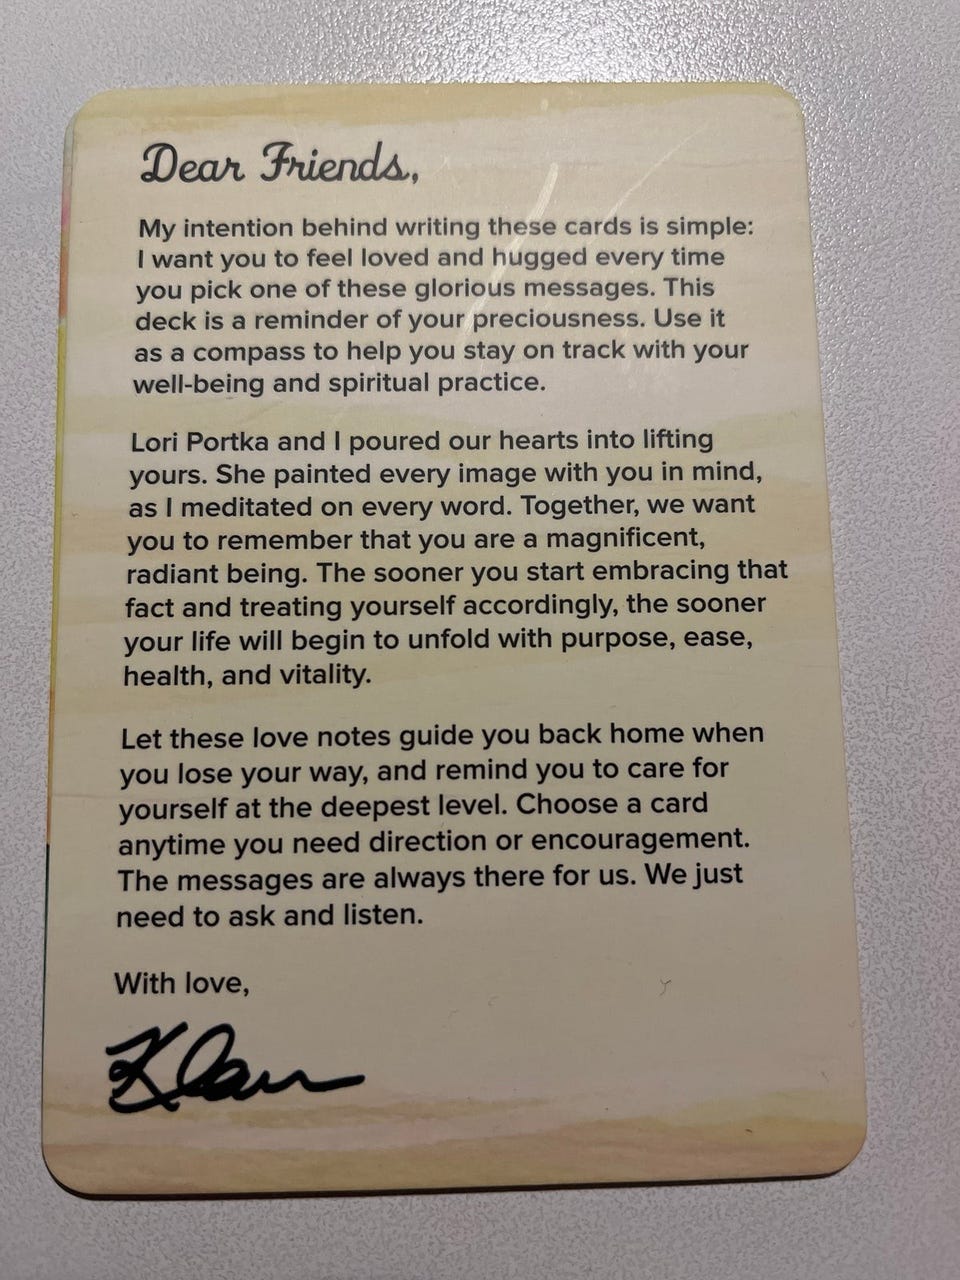 Dear Friends,
My intention behind writing these cards is simple:
I want you to feel loved and hugged every time
you pick one of these glorious messages. This
deck is a reminder of your preciousness. Use it
as a compass to help you stay on track with your
well-being and spiritual practice.
Lori Portka and I poured our hearts into lifting
yours. She painted every image with you in mind,
as I meditated on every word. Together, we want
you to remember that you are a magnificent,
radiant being. The sooner you start embracing that
fact and treating yourself accordingly, the sooner
your life will begin to unfold with purpose, ease,
health, and vitality.
Let these love notes guide you back home when
you lose your way, and remind you to care for
yourself at the deepest level. Choose a card
anytime you need direction or encouragement.
The messages are always there for us. We just
need to ask and listen.
With love,